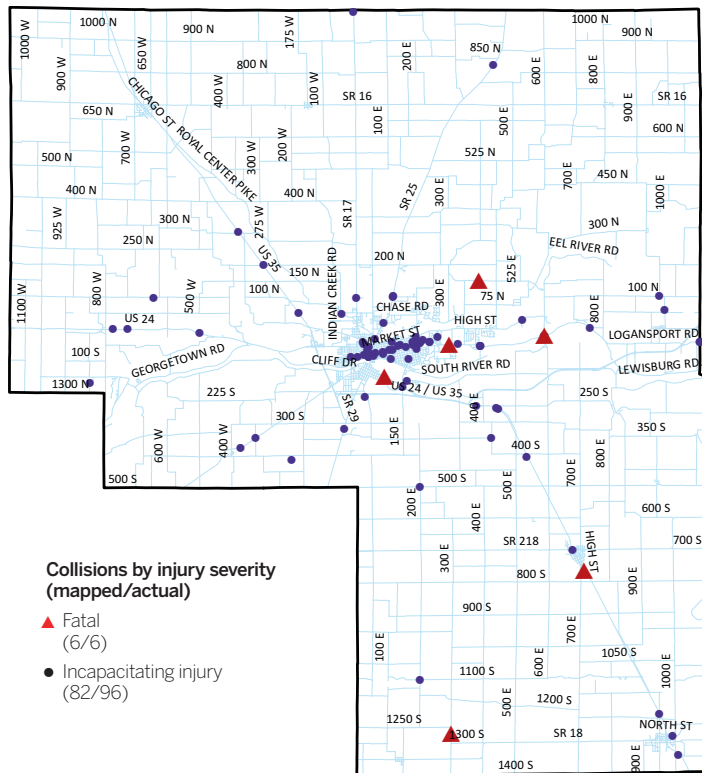 1000 N
1000 N
1000 W
900 N
175 W
900 N
650 W
850 N
200 E
800 N
900 W
600 E
800 E
CHICAGO ST
400 W
100 W
SR 16
SR 16
650 N
900 E
100 E
500 E
ROYAL CENTER PIKE
600 N
700 W
300 W
200 W
500 N
525 N
700 E
450 N
400 N
400 N
300 E
1000 E
SR 25
SR 17
925 W
300 N
275 W
300 N
250 N
EEL RIVER RD
US 35
INDIAN CREEK RD
200 N
525 E
150 N
800 W
500 W
100 N
100 N
75 N
300 E
1100 W
CHASE RD
800 E
US 24
HIGH ST
MARKET ST
LOGANSPORT RD
100 S
GEORGETOWN RD
CLIFF DR
SOUTH RIVER RD
LEWISBURG RD
1300 N
225 S
US 24 / US 35
250 S
400 E
300 S
SR 29
150 E
350 S
600 W
400 W
400 S
800 E
700 E
500 S
500 S
500 E
200 E
600 S
400 E
SR 218
HIGH ST
700 S
300 E
800 S
900 E
900 S
700 E
100 E
1050 S
600 E
1000 E
1100 S
500 E
1200 S
1250 S
NORTH ST
1300 S
SR 18
900 E
1400 S
Collisions by injury severity
(mapped/actual)
Fatal
(6/6)
Incapacitating injury
(82/96)